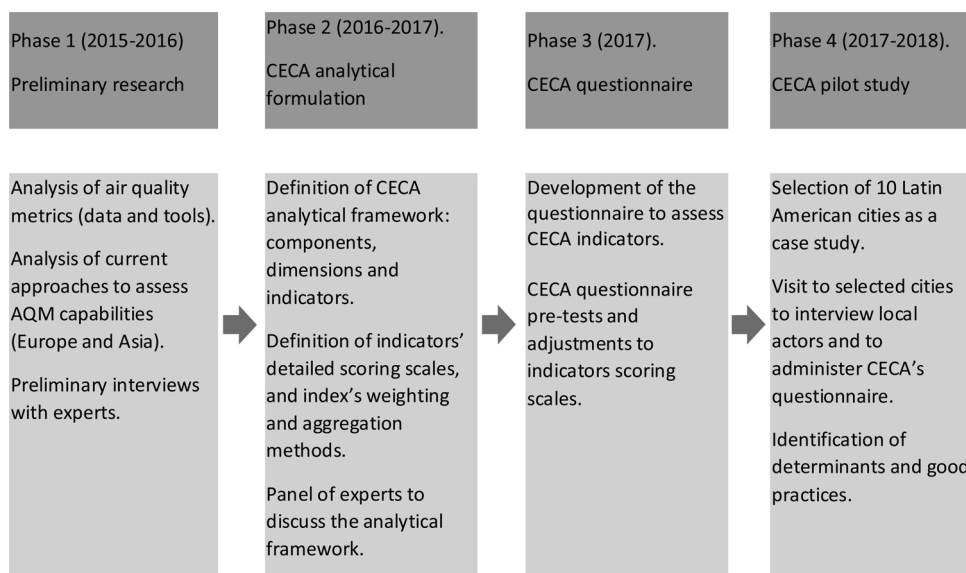 Phase 1 (2015-2016)
Preliminary research
Phase 2 (2016-2017).
CECA analytical
formulation
Phase 3 (2017).
CECA questionnaire
Phase 4 (2017-2018).
CECA pilot study
Analysis of air quality
metrics (data and tools).
Analysis of current
approaches to assess
AQM capabilities
(Europe and Asia).
Preliminary interviews
with experts.
Definition of CECA
analytical framework:
components,
dimensions and
indicators.
Definition of indicators’
detailed scoring scales,
and index’s weighting
and aggregation
methods.
Panel of experts to
discuss the analytical
framework.
Development of the
questionnaire to assess
CECA indicators.
CECA questionnaire
pre-tests and
adjustments to
indicators scoring
scales.
Selection of 10 Latin
American cities as a
case study.
Visit to selected cities
to interview local
actors and to
administer CECA’s
questionnaire.
Identification of
determinants and good
practices.